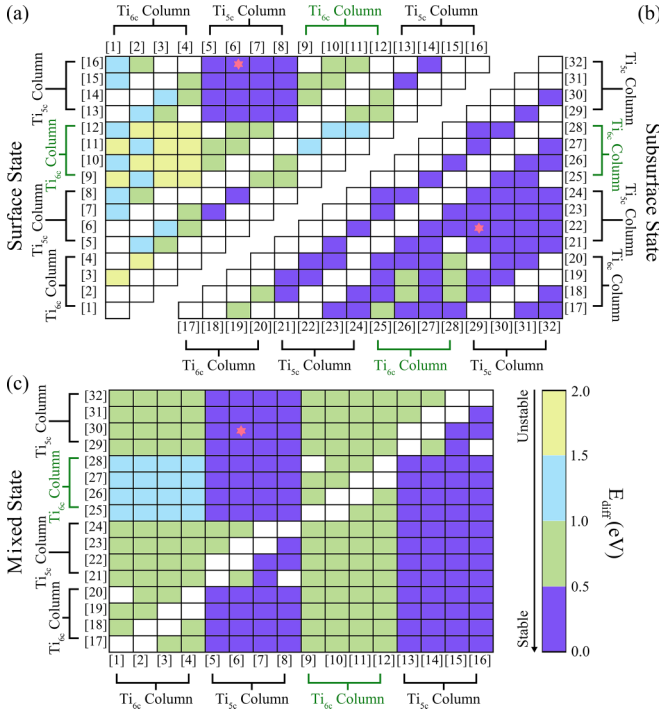 (a)
Ti6c Column
Ti5c Column
Ti6c Column
Ti5c Column
(b)
[1] [2] [3] [4] [5] [6] [7] [8] [9] [10] [11] [12] [13] [14] [15] [16]
Surface State
Ti5c Column
Ti6c Column
Ti5c Column
Ti6c Column
[16]
[15]
[14]
[13]
[12]
[11]
[10]
[9]
[8]
[7]
[6]
[5]
[4]
[3]
[2]
[1]
[32]
[31]
[30]
[29]
[28]
[27]
[26]
[25]
[24]
[23]
[22]
[21]
[20]
[19]
[18]
[17]
Ti5c Column
Ti6c Column
Ti5c Column
Ti6c Column
Subsurface State
[17] [18] [19] [20] [21] [22] [23] [24] [25] [26] [27] [28] [29] [30] [31] [32]
Ti6c Column
Ti5c Column
Ti6c Column
Ti5c Column
(c)
Mixed State
Ti5c Column
Ti6c Column
Ti5c Column
Ti6c Column
[32]
[31]
[30]
[29]
[28]
[27]
[26]
[25]
[24]
[23]
[22]
[21]
[20]
[19]
[18]
[17]
[1] [2] [3] [4] [5] [6] [7] [8] [9] [10] [11] [12] [13] [14] [15] [16]
Ti6c Column
Ti5c Column
Ti6c Column
Ti5c Column
Unstable
Stable
2.0
1.5
1.0
0.5
0.0
Ediff (eV)